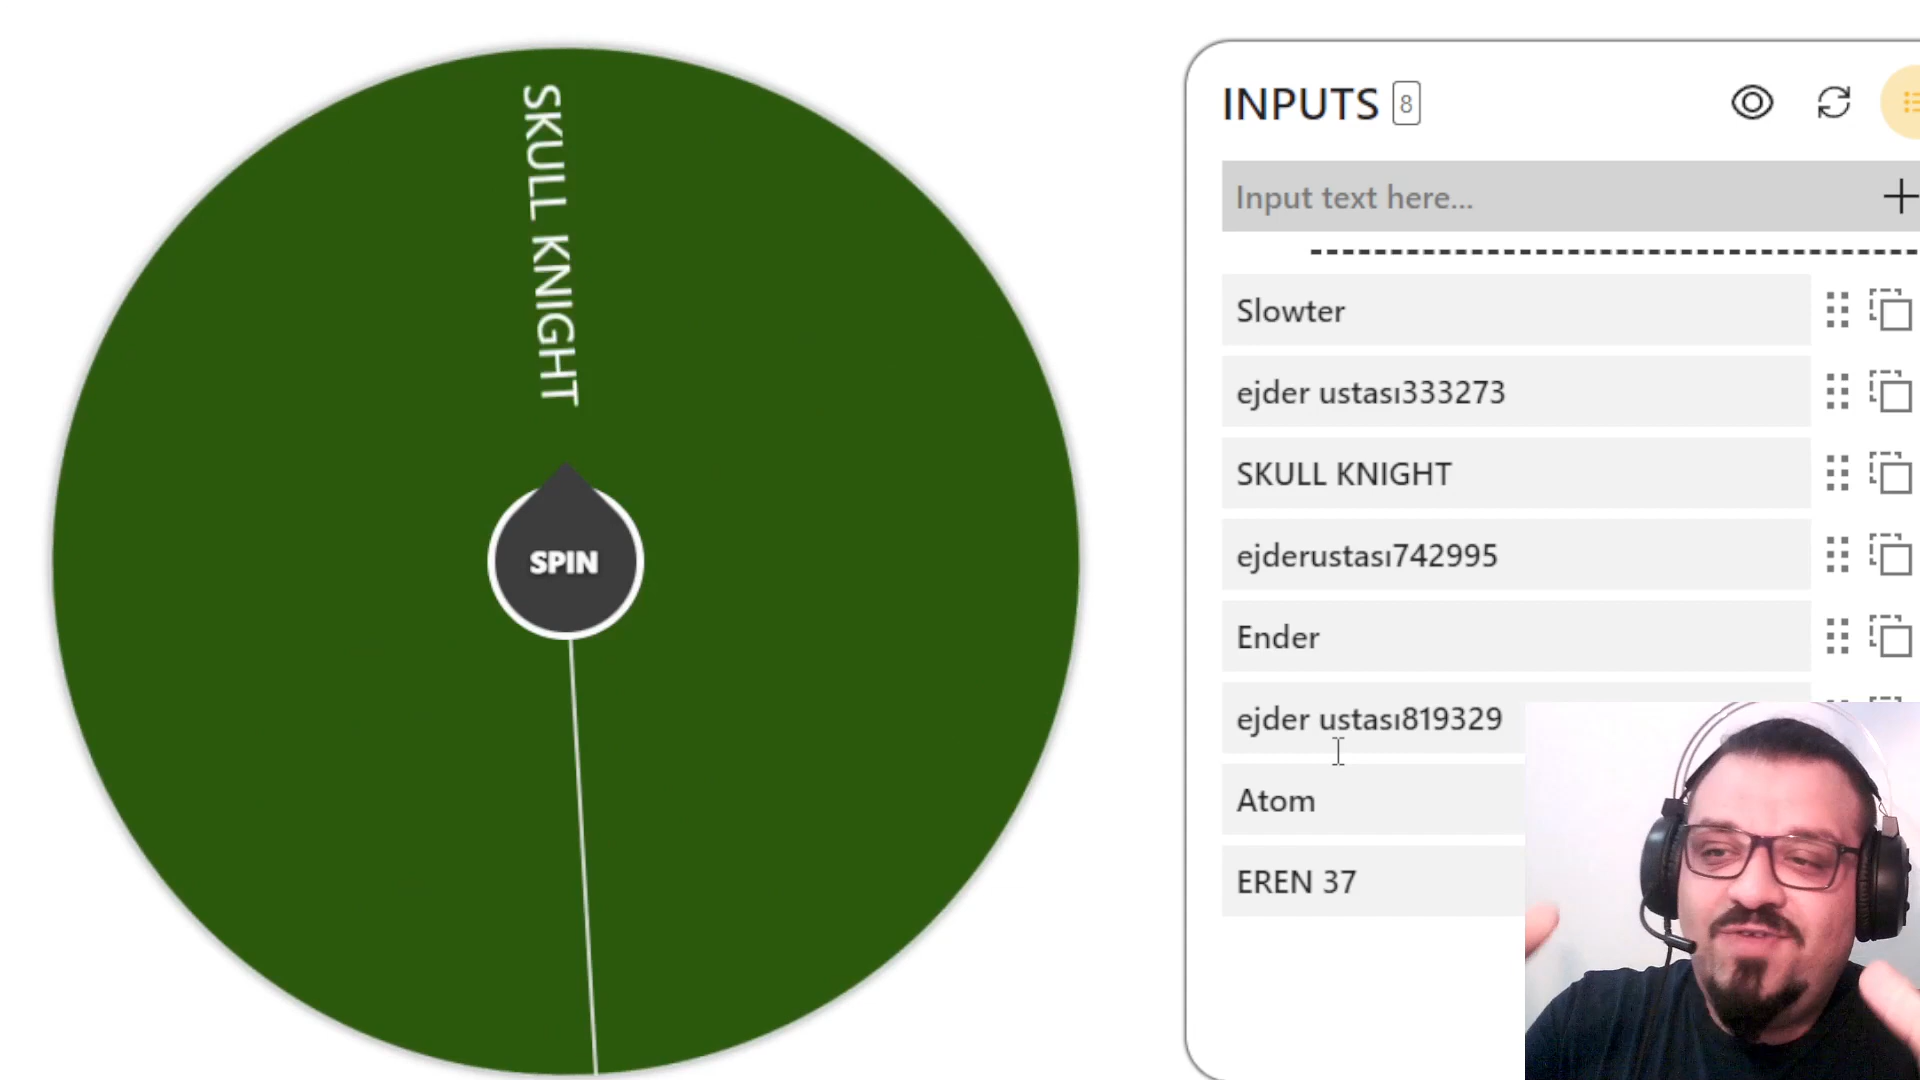 SKULL KNIGHT
SPIN
INPUTS 8
Input text here...
Slowter
ejder ustası333273
SKULL KNIGHT
ejderustası742995
Ender
ejder ustası819329
Atom
EREN 37